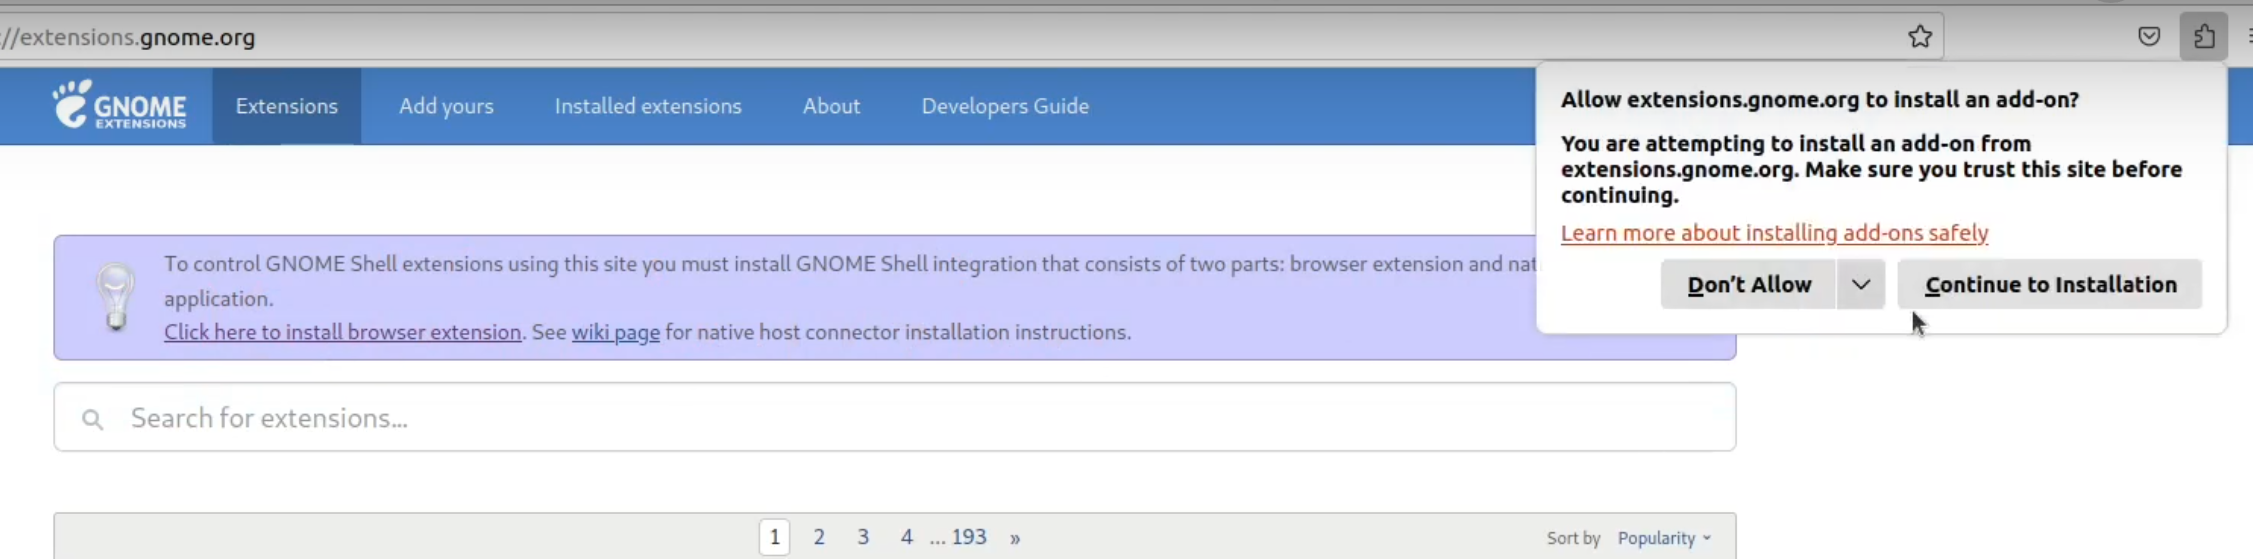 ://extensions.gnome.org
GNOME
EXTENSIONS
Extensions
Add yours
Installed extensions
About
Developers Guide
Allow extensions.gnome.org to install an add-on?
You are attempting to install an add-on from
extensions.gnome.org. Make sure you trust this site before
continuing.
Learn more about installing add-ons safely
Don’t Allow
Continue to Installation
To control GNOME Shell extensions using this site you must install GNOME Shell integration that consists of two parts: browser extension and
application.
Click here to install browser extension. See wiki page for native host connector installation instructions.
Search for extensions...
1 2 3 4 ... 193 »
Sort by Popularity